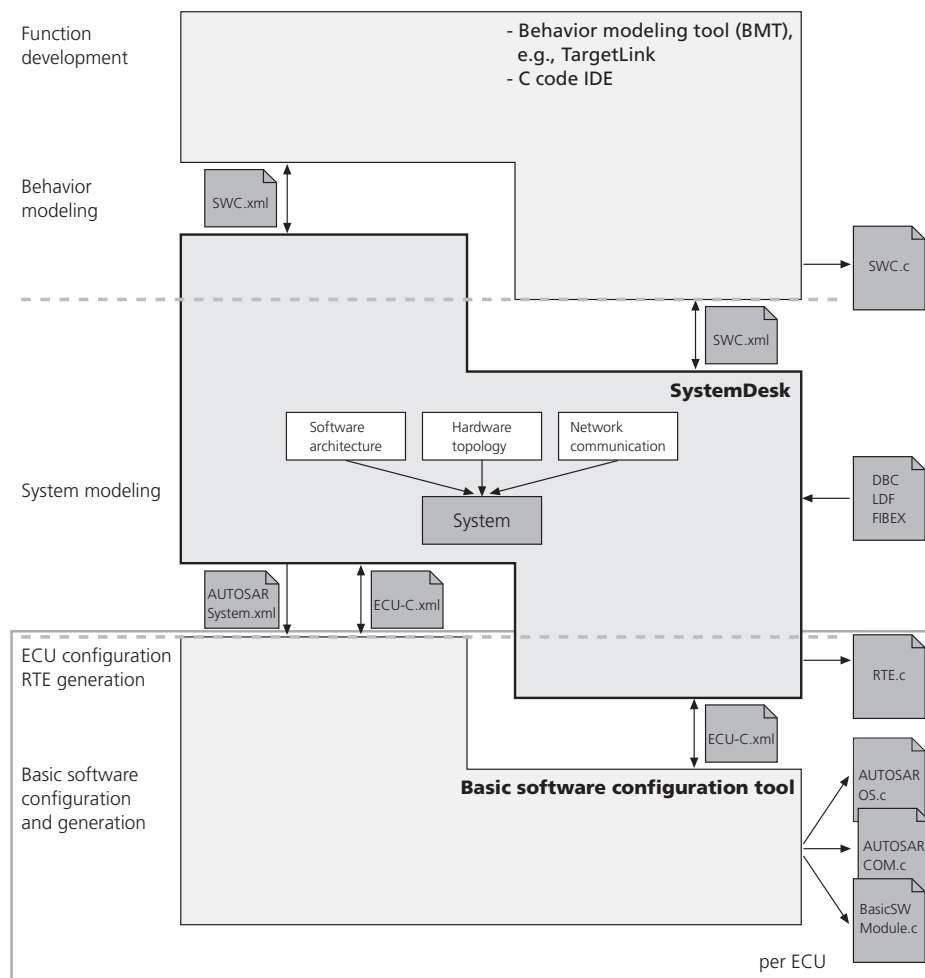 Function
development
- Behavior modeling tool (BMT),
e.g., TargetLink
- C code IDE
Behavior
modeling
SWC.xml
SWC.c
SWC.xml
SystemDesk
Software
architecture
Hardware
topology
Network
communication
System modeling
System
DBC
LDF
FIBEX
AUTOSAR
System.xml
ECU-C.xml
ECU configuration
RTE generation
RTE.c
ECU-C.xml
Basic software
configuration
and generation
Basic software configuration tool
AUTOSAR
OS.c
AUTOSAR
COM.c
BasicSW
Module.c
per ECU